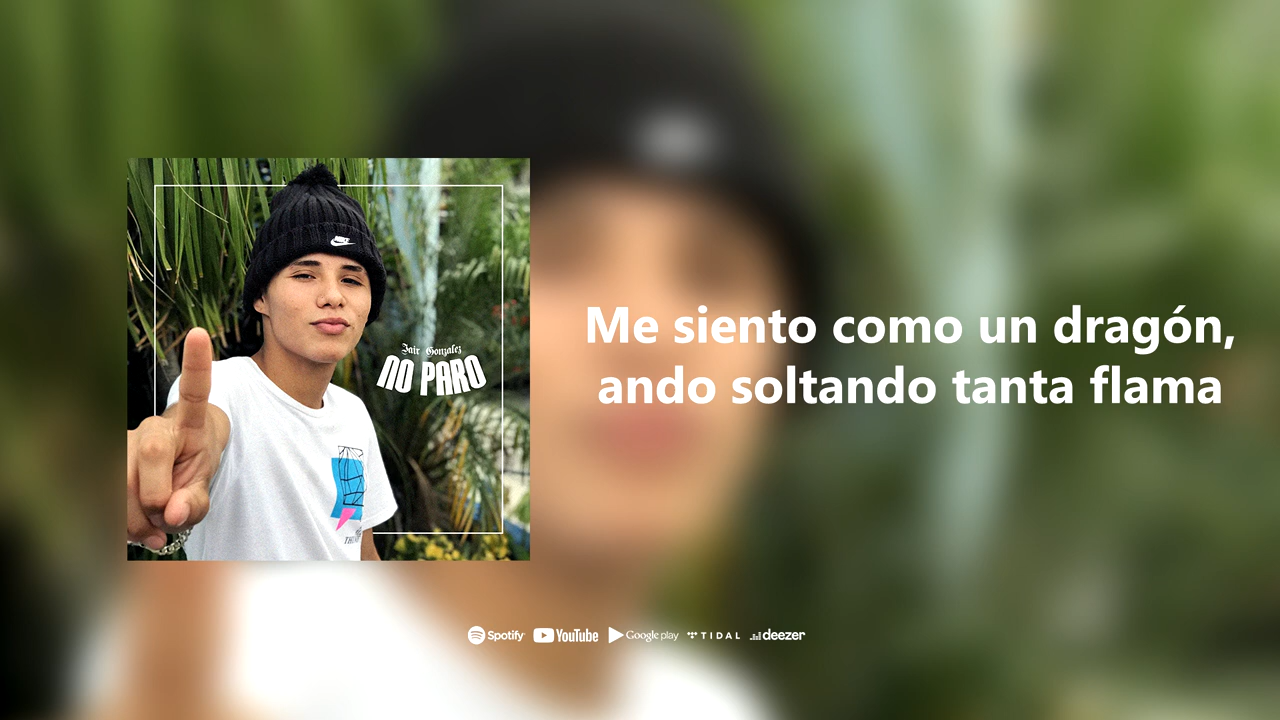 Jair Gonzalez
NO PARO
Me siento como un dragón,
ando soltando tanta flama
Spotify YouTube Google play TIDAL deezer